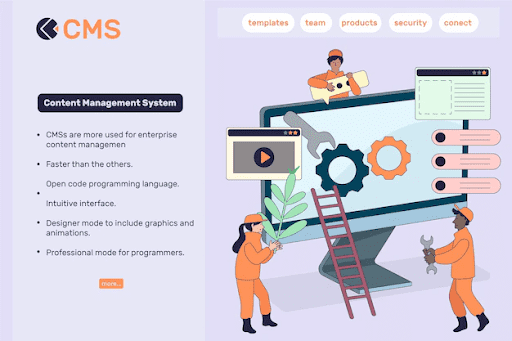 CMS
templates
team
products
security
conect
Content Management System
CMSs are more used for enterprise
content managemen
Faster than the others.
Open code programming language.
Intuitive interface.
Designer mode to include graphics and
animations.
Professional mode for programmers.
more...